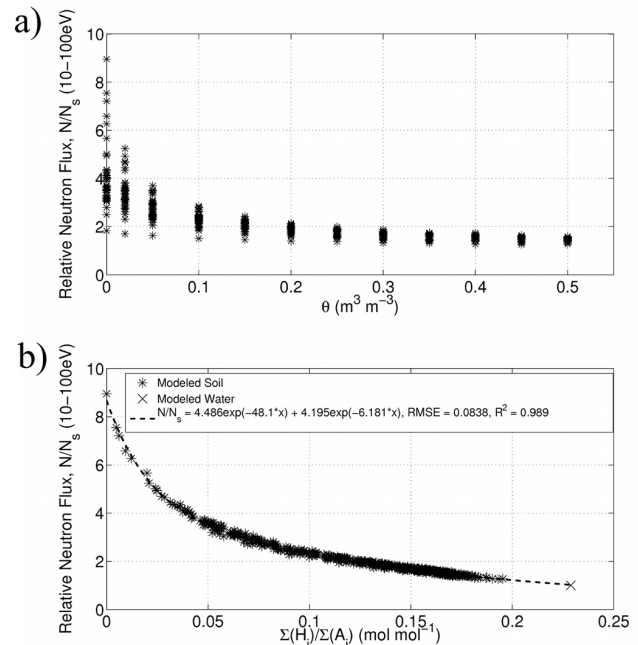 a)
Relative Neutron Flux, N/Nₛ (10−100eV)
10
8
6
4
2
0
0 0.1 0.2 0.3 0.4 0.5
θ (m³ m⁻³)
b)
Relative Neutron Flux, N/Nₛ (10−100eV)
10
8
6
4
2
0
Modeled Soil
Modeled Water
N/Nₛ = 4.486exp(−48.1*x) + 4.195exp(−6.181*x), RMSE = 0.0838, R² = 0.989
0 0.05 0.1 0.15 0.2 0.25
Σ(Hᵢ)/Σ(Aᵢ) (mol mol⁻¹)